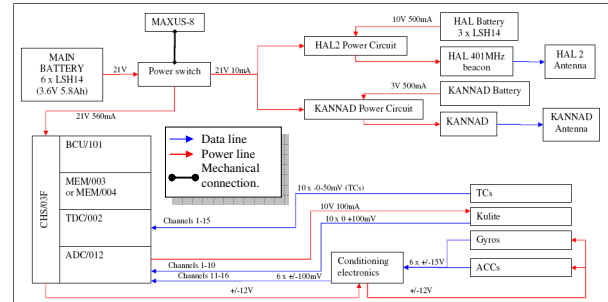 MAXUS-8
10V 500mA
HAL Battery
3 x LSH14
MAIN
BATTERY
6 x LSH14
(3.6V 5.8Ah)
21V
Power switch
21V 10mA
HAL2 Power Circuit
HAL 401MHz
beacon
HAL 2
Antenna
3V 500mA
KANNAD Battery
KANNAD Power Circuit
KANNAD
KANNAD
Antenna
21V 560mA
CHS/03F
BCU/101
MEM/003
or MEM/004
TDC/002
ADC/012
Data line
Power line
Mechanical
connection.
10 x -0-50mV (TCs)
TCs
Channels 1-15
10V 100mA
Kulite
10 x 0 +100mV
Channels 1-10
Channels 11-16
6 x +/-100mV
Conditioning
electronics
6 x +/-15V
Gyros
ACCs
+/-12V
+/-12V